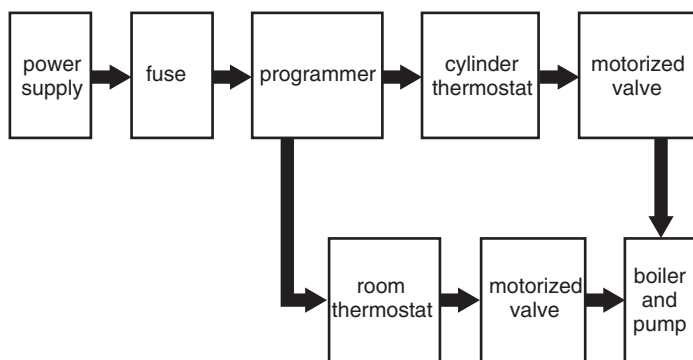 power
supply
fuse
programmer
cylinder
thermostat
motorized
valve
room
thermostat
motorized
valve
boiler
and
pump